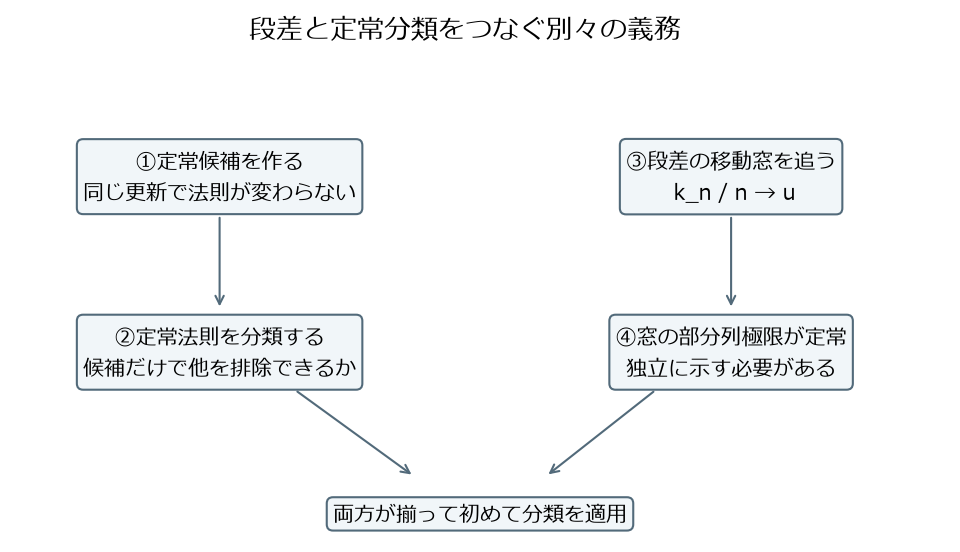 段差と定常分類をつなぐ別々の義務
①定常候補を作る
同じ更新で法則が変わらない
③段差の移動窓を追う
k_n / n → u
②定常法則を分類する
候補だけで他を排除できるか
④窓の部分列極限が定常
独立に示す必要がある
両方が揃って初めて分類を適用